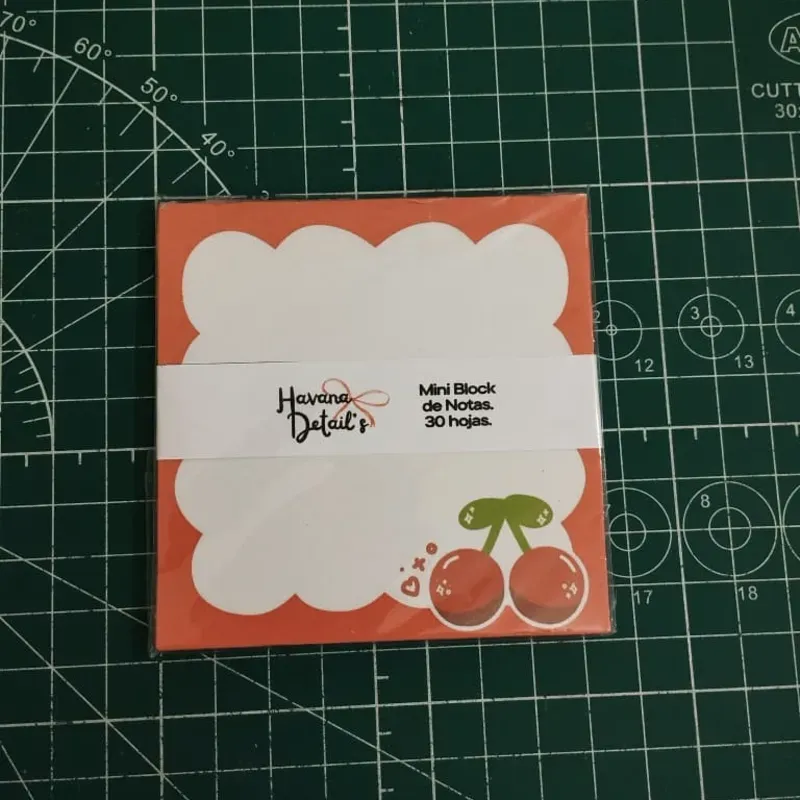 70°
60°
50°
40°
A
CUTT
Havana
Detail's
Mini Block
de Notas.
30 hojas.
2
3
4
12
13
8
17
18